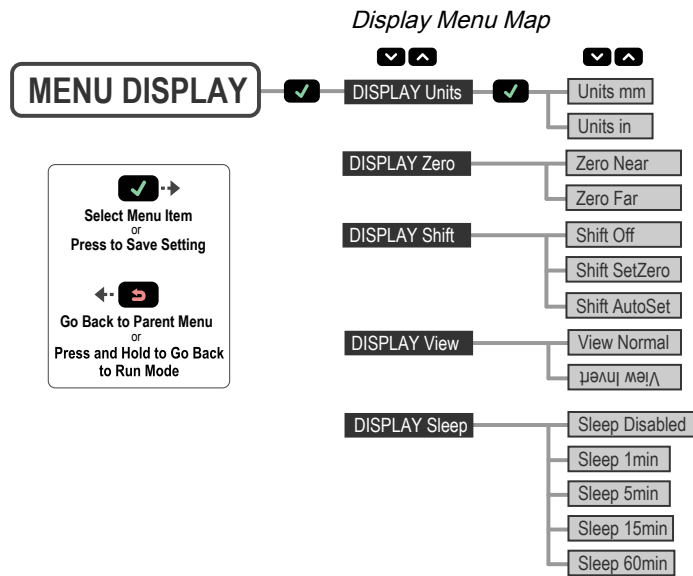 Display Menu Map
MENU DISPLAY
DISPLAY Units
Units mm
Units in
DISPLAY Zero
Zero Near
Zero Far
DISPLAY Shift
Shift Off
Shift SetZero
Shift AutoSet
DISPLAY View
View Normal
View Invert
DISPLAY Sleep
Sleep Disabled
Sleep 1min
Sleep 5min
Sleep 15min
Sleep 60min
Select Menu Item
or
Press to Save Setting
Go Back to Parent Menu
or
Press and Hold to Go Back
to Run Mode